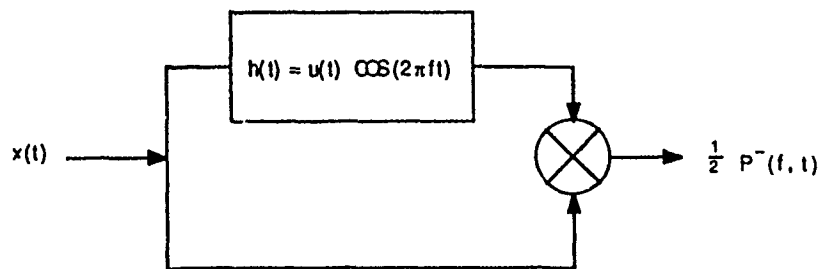 h(t) = u(t) COS(2πft)
x(t)
1/2 P⁻(f, t)